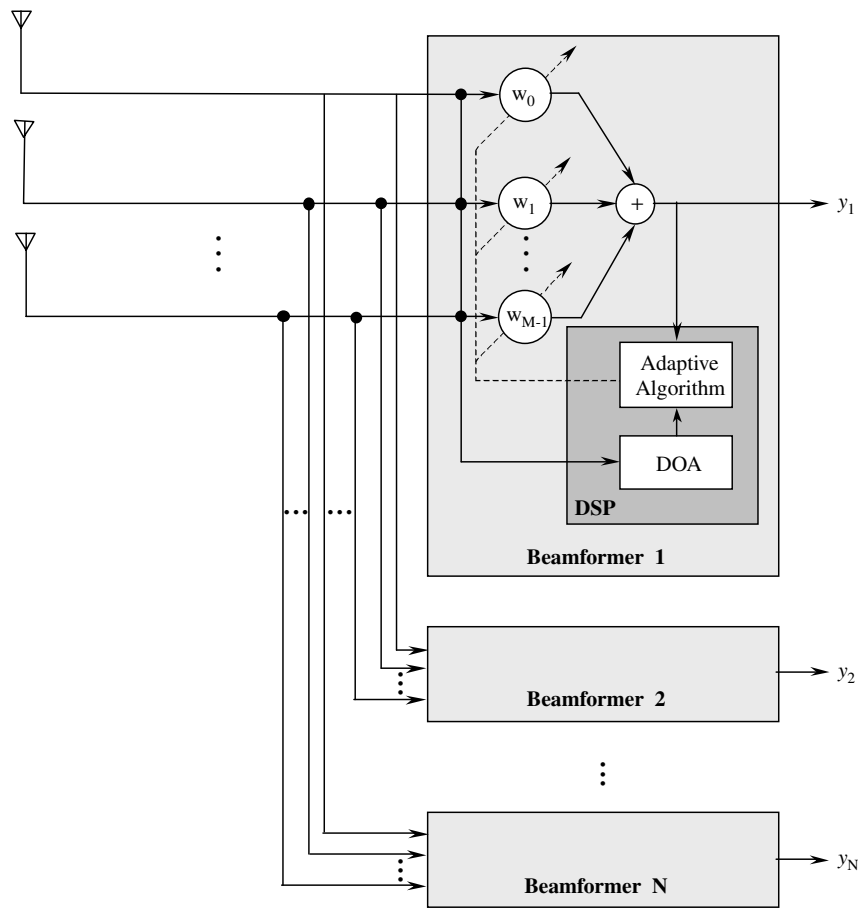 w0
w1
+
y1
wM-1
Adaptive
Algorithm
DOA
DSP
Beamformer 1
Beamformer 2
y2
Beamformer N
yN